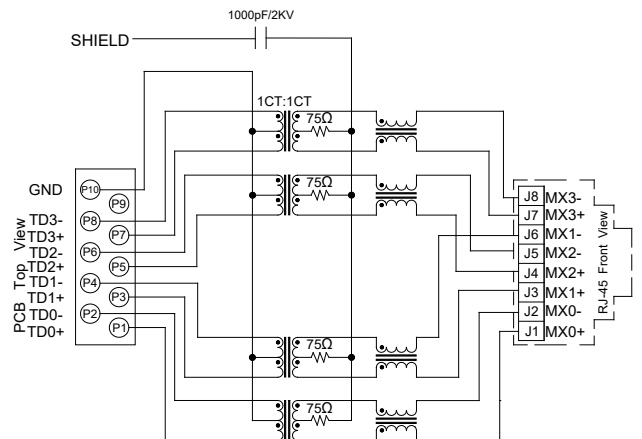 1000pF/2KV
SHIELD
1CT:1CT
75Ω
75Ω
GND
P10
P9
TD3-
P8
TD3+
P7
TD2-
P6
TD2+
P5
TD1-
P4
TD1+
P3
TD0-
P2
TD0+
P1
PCB Top View
J8 MX3-
J7 MX3+
J6 MX1-
J5 MX2-
J4 MX2+
J3 MX1+
J2 MX0-
J1 MX0+
RJ-45 Front View
75Ω
75Ω